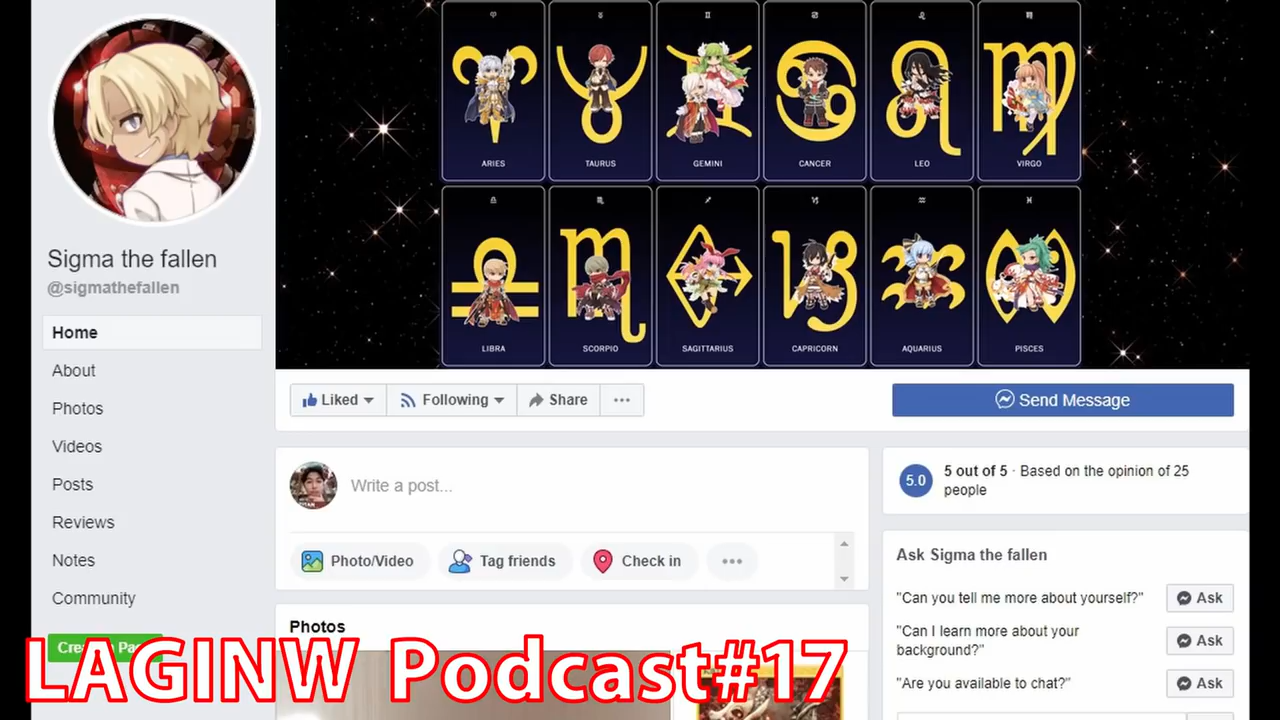 ARIES
TAURUS
GEMINI
CANCER
LEO
VIRGO
LIBRA
SCORPIO
SAGITTARIUS
CAPRICORN
AQUARIUS
PISCES
Sigma the fallen
@sigmathefallen
Home
About
Photos
Videos
Posts
Reviews
Notes
Community
Liked
Following
Share
Send Message
Write a post...
Photo/Video
Tag friends
Check in
Photos
5.0
5 out of 5 · Based on the opinion of 25
people
Ask Sigma the fallen
"Can you tell me more about yourself?"
Ask
"Can I learn more about your
background?"
Ask
"Are you available to chat?"
Ask
LAGINW Podcast#17